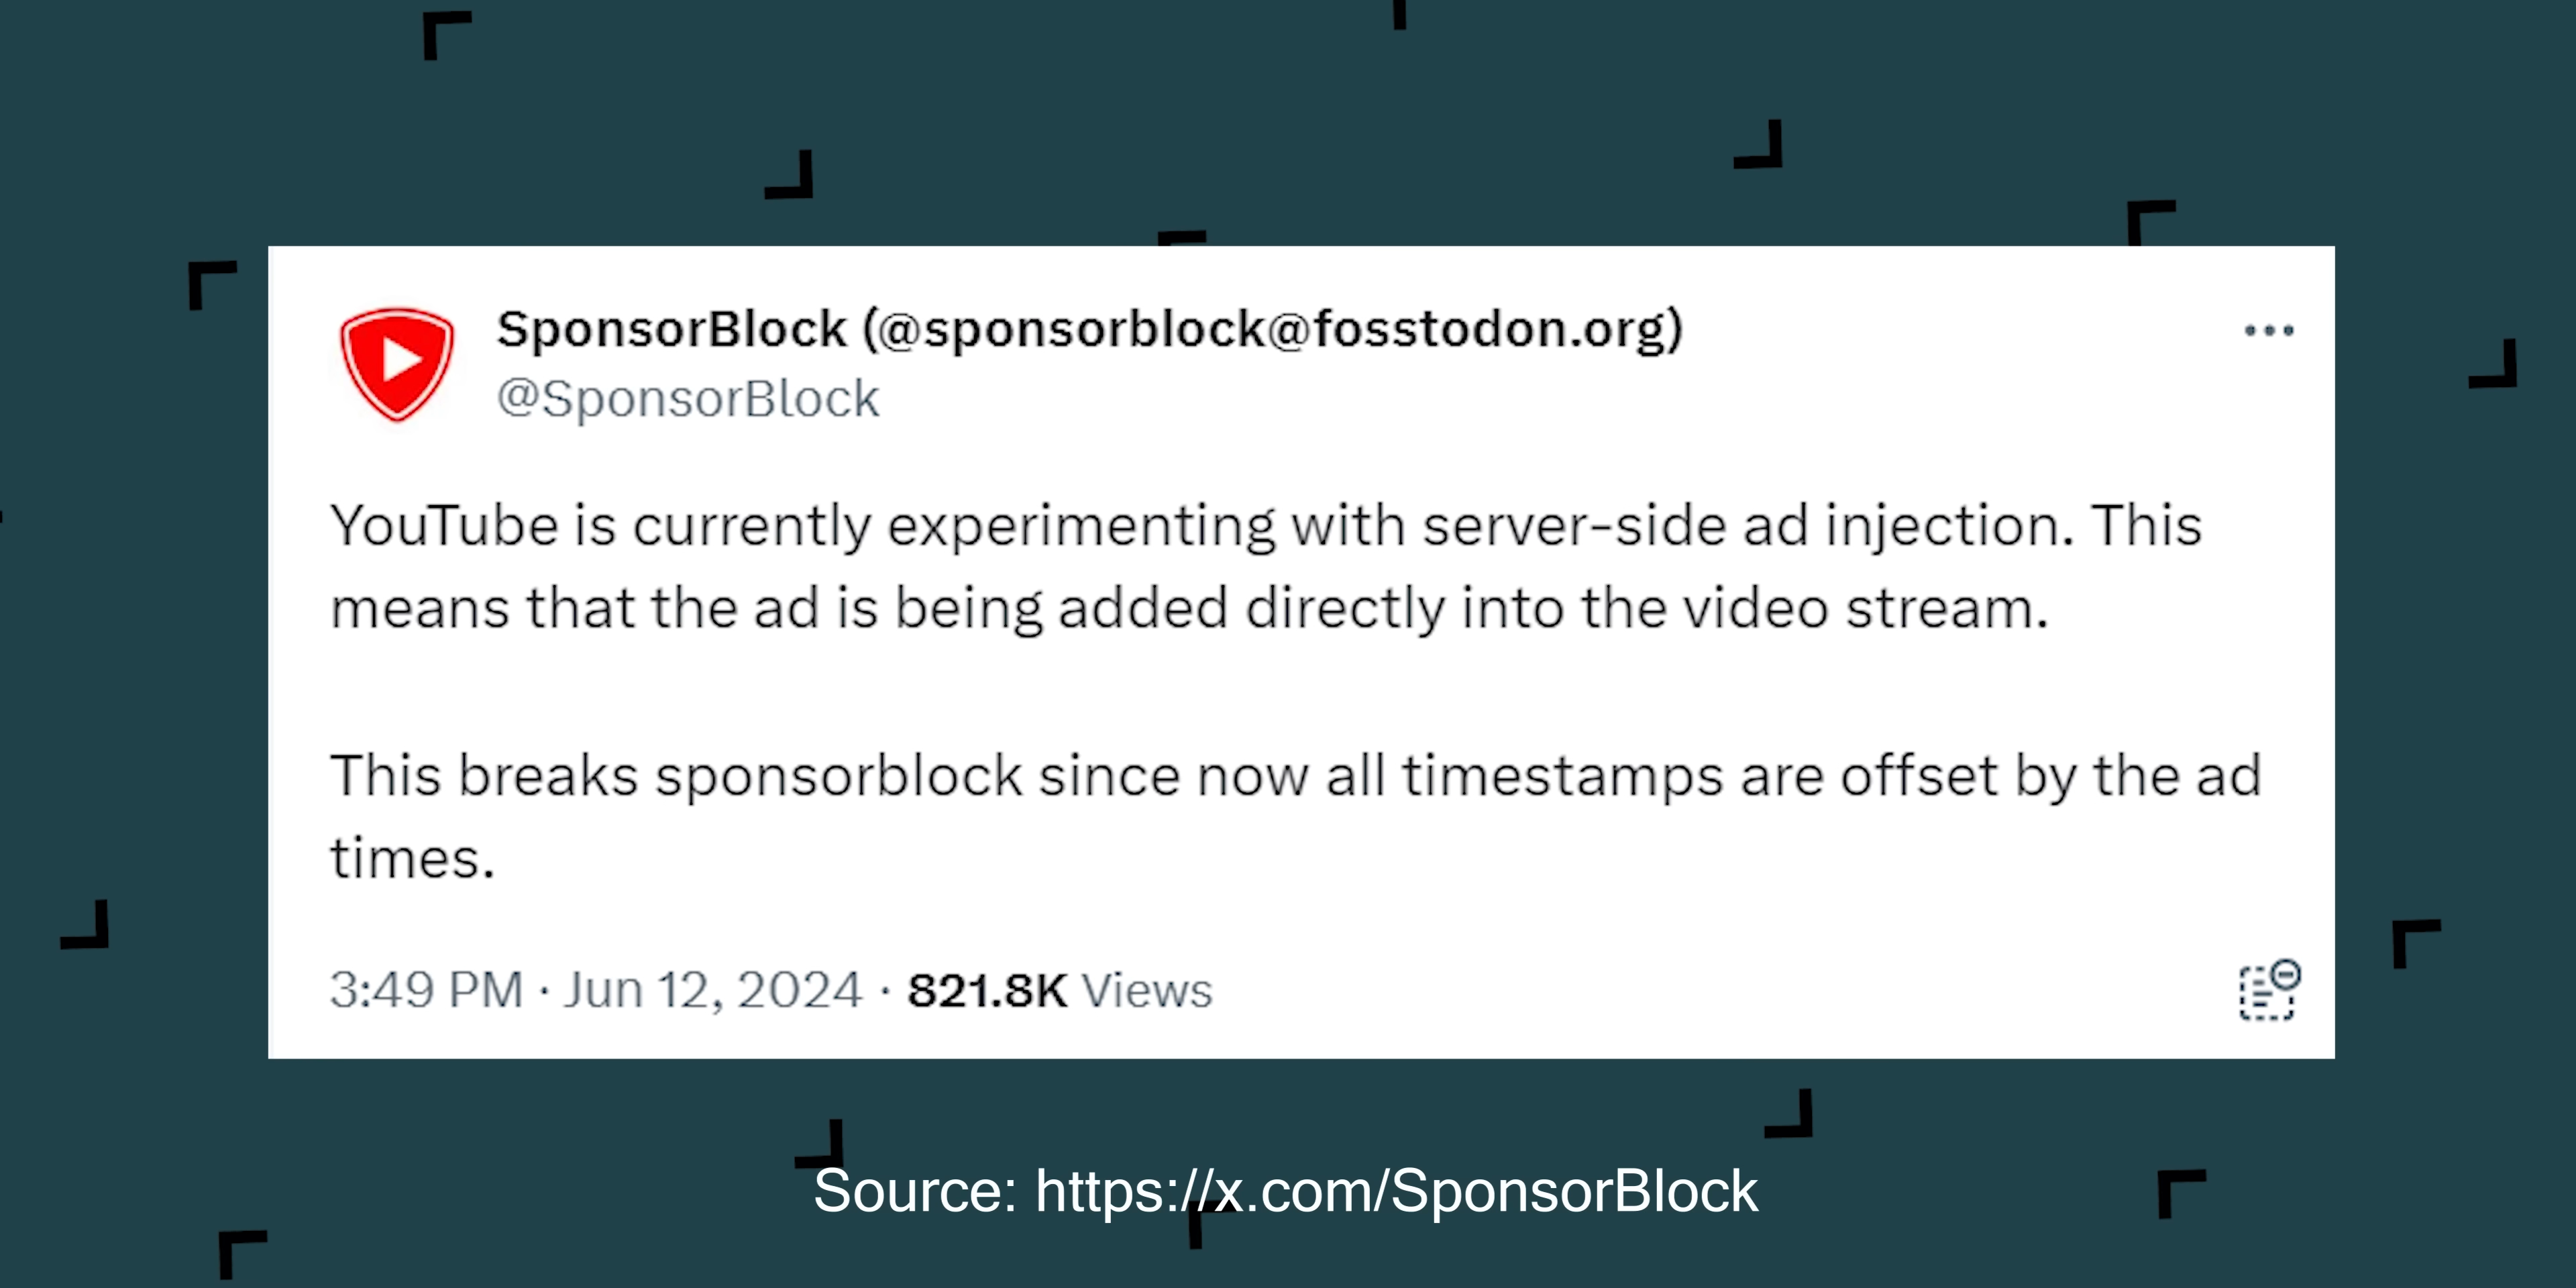 SponsorBlock (@sponsorblock@fosstodon.org)
@SponsorBlock
YouTube is currently experimenting with server-side ad injection. This
means that the ad is being added directly into the video stream.
This breaks sponsorblock since now all timestamps are offset by the ad
times.
3:49 PM · Jun 12, 2024 · 821.8K Views
Source: https://x.com/SponsorBlock